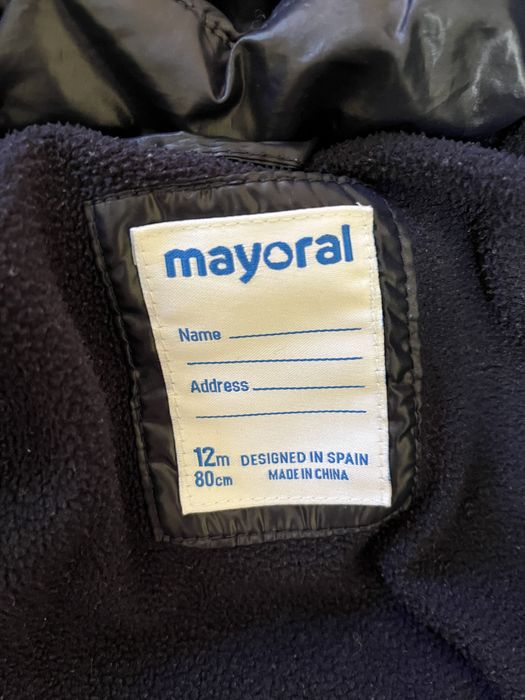 mayoral
Name
Address
12m DESIGNED IN SPAIN
80cm MADE IN CHINA